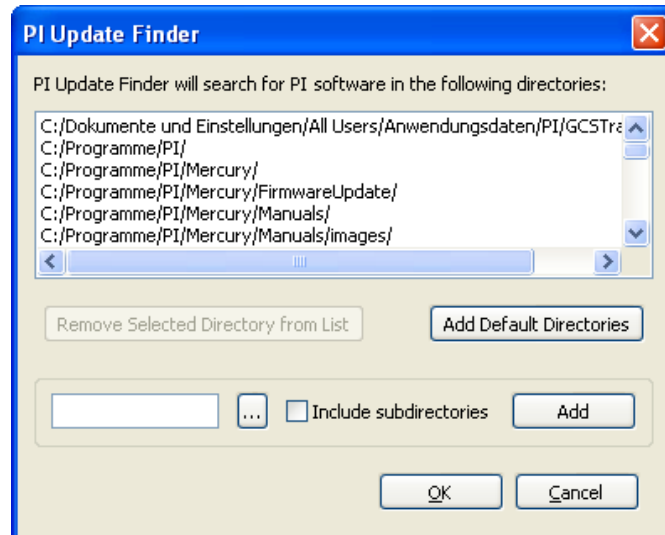 PI Update Finder
PI Update Finder will search for PI software in the following directories:
C:/Dokumente und Einstellungen/All Users/Anwendungsdaten/PI/GCSTra
C:/Programme/PI/
C:/Programme/PI/Mercury/
C:/Programme/PI/Mercury/FirmwareUpdate/
C:/Programme/PI/Mercury/Manuals/
C:/Programme/PI/Mercury/Manuals/images/
Remove Selected Directory from List
Add Default Directories
...
Include subdirectories
Add
OK
Cancel